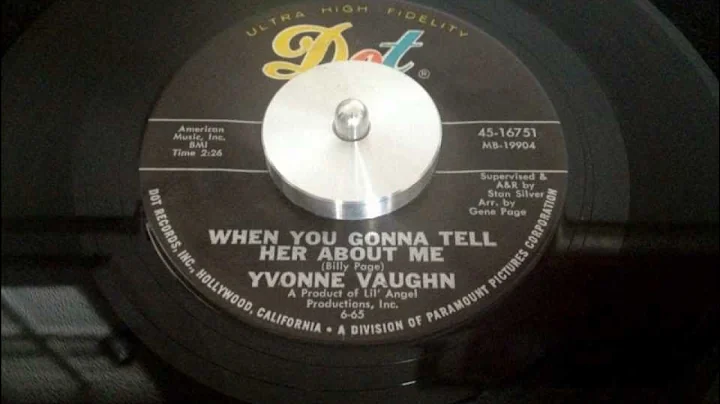 ULTRA HIGH FIDELITY
Dot®
American
Music, Inc.
BMI
Time 2:26
45-16751
MB-19904
Supervised &
A&R by
Stan Silver
Arr. by
Gene Page
WHEN YOU GONNA TELL
HER ABOUT ME
(Billy Page)
YVONNE VAUGHN
A Product of Lil' Angel
Productions, Inc.
6-65
DOT RECORDS, INC., HOLLYWOOD, CALIFORNIA • A DIVISION OF PARAMOUNT PICTURES CORPORATION